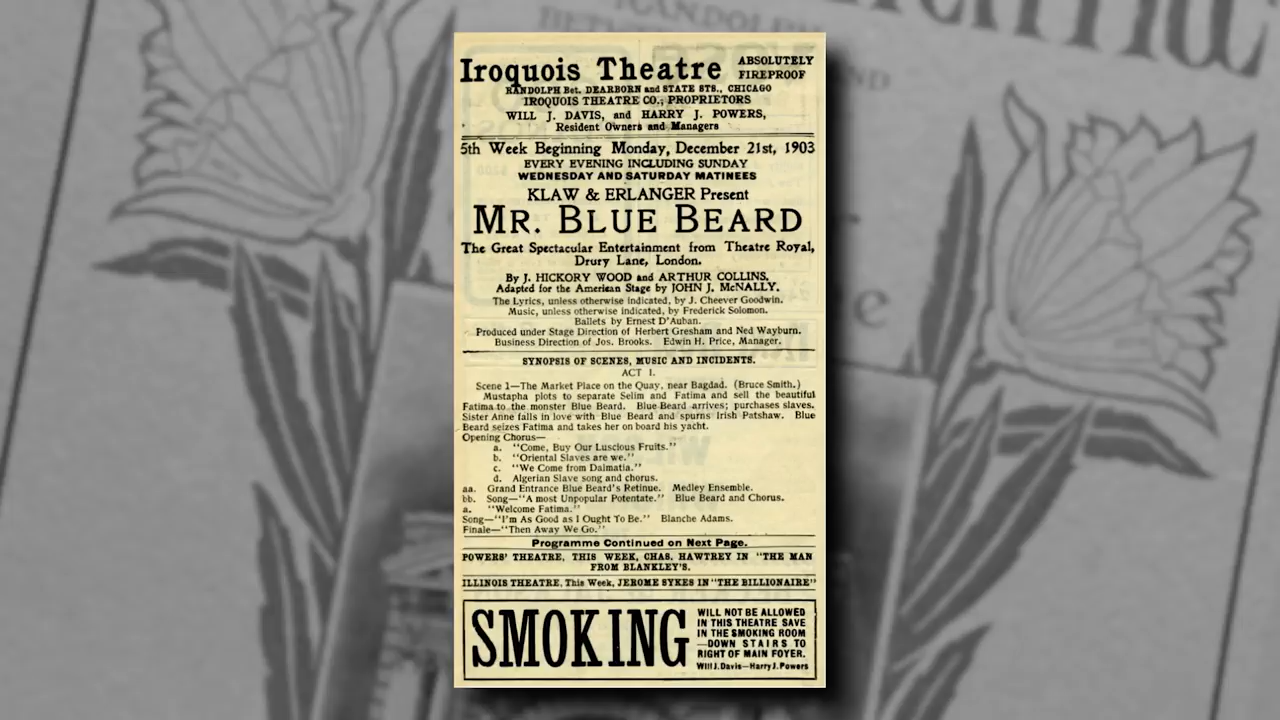 Iroquois Theatre ABSOLUTELY FIREPROOF
RANDOLPH Bet. DEARBORN and STATE STS., CHICAGO
IROQUOIS THEATRE CO., PROPRIETORS
WILL J. DAVIS, and HARRY J. POWERS,
Resident Owners and Managers
5th Week Beginning Monday, December 21st, 1903
EVERY EVENING INCLUDING SUNDAY
WEDNESDAY AND SATURDAY MATINEES
KLAW & ERLANGER Present
MR. BLUE BEARD
The Great Spectacular Entertainment from Theatre Royal,
Drury Lane, London.
By J. HICKORY WOOD and ARTHUR COLLINS.
Adapted for the American Stage by JOHN J. McNALLY.
The Lyrics, unless otherwise indicated, by J. Cheever Goodwin.
Music, unless otherwise indicated, by Frederick Solomon.
Ballets by Ernest D'Auban.
Produced under Stage Direction of Herbert Gresham and Ned Wayburn.
Business Direction of Jos. Brooks. Edwin H. Price, Manager.
SYNOPSIS OF SCENES, MUSIC AND INCIDENTS.
ACT I.
Scene 1—The Market Place on the Quay, near Bagdad. (Bruce Smith.)
Mustapha plots to separate Selim and Fatima and sell the beautiful
Fatima to the monster Blue Beard. Blue Beard arrives; purchases slaves.
Sister Anne falls in love with Blue Beard and spurns Irish Patshaw. Blue
Beard seizes Fatima and takes her on board his yacht.
Opening Chorus—
a. "Come, Buy Our Luscious Fruits."
b. "Oriental Slaves are we."
c. "We Come from Dalmatia."
d. Algerian Slave song and chorus.
aa. Grand Entrance Blue Beard's Retinue. Medley Ensemble.
bb. Song—"A most Unpopular Potentate." Blue Beard and Chorus.
a. "Welcome Fatima."
Song—"I'm As Good as I Ought To Be." Blanche Adams.
Finale—"Then Away We Go."
Programme Continued on Next Page.
POWERS' THEATRE, THIS WEEK, CHAS. HAWTREY IN "THE MAN
FROM BLANKLEY'S.
ILLINOIS THEATRE, This Week, JEROME SYKES IN "THE BILLIONAIRE"
SMOKING
WILL NOT BE ALLOWED
IN THIS THEATRE SAVE
IN THE SMOKING ROOM
—DOWN STAIRS TO
RIGHT OF MAIN FOYER.
Will J. Davis—Harry J. Powers